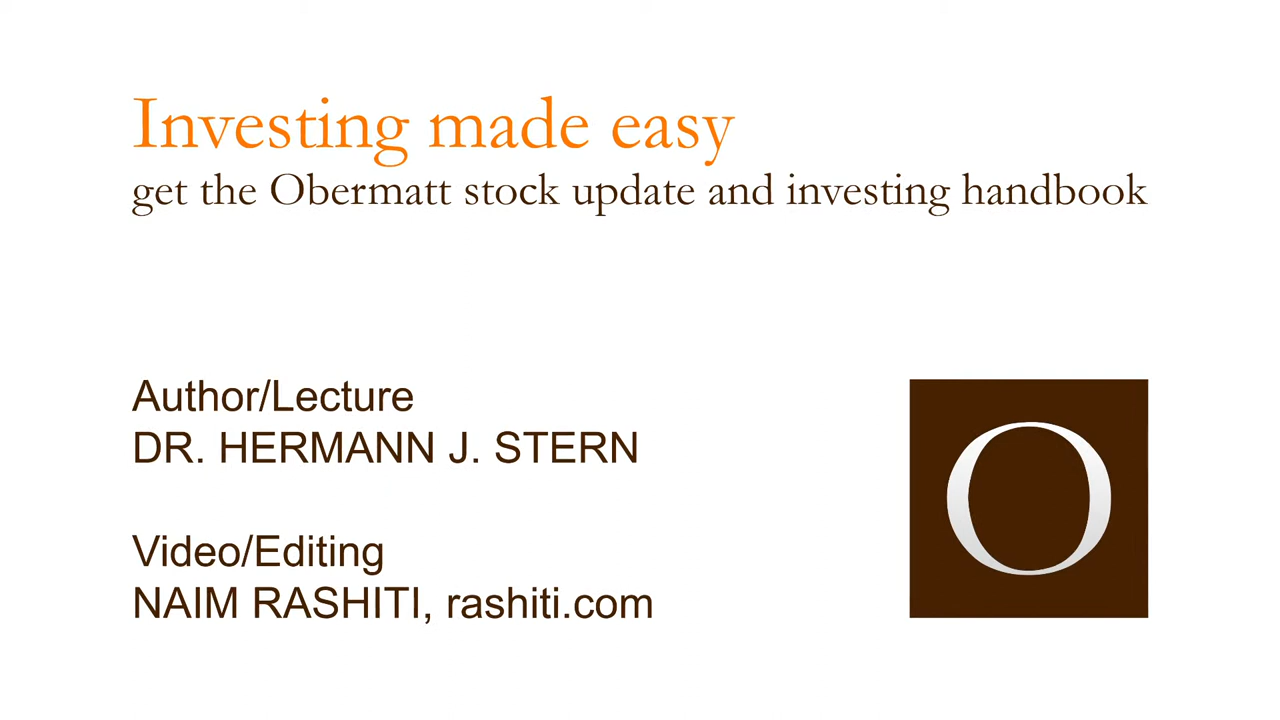 Investing made easy
get the Obermatt stock update and investing handbook
Author/Lecture
DR. HERMANN J. STERN
Video/Editing
NAIM RASHITI, rashiti.com
O